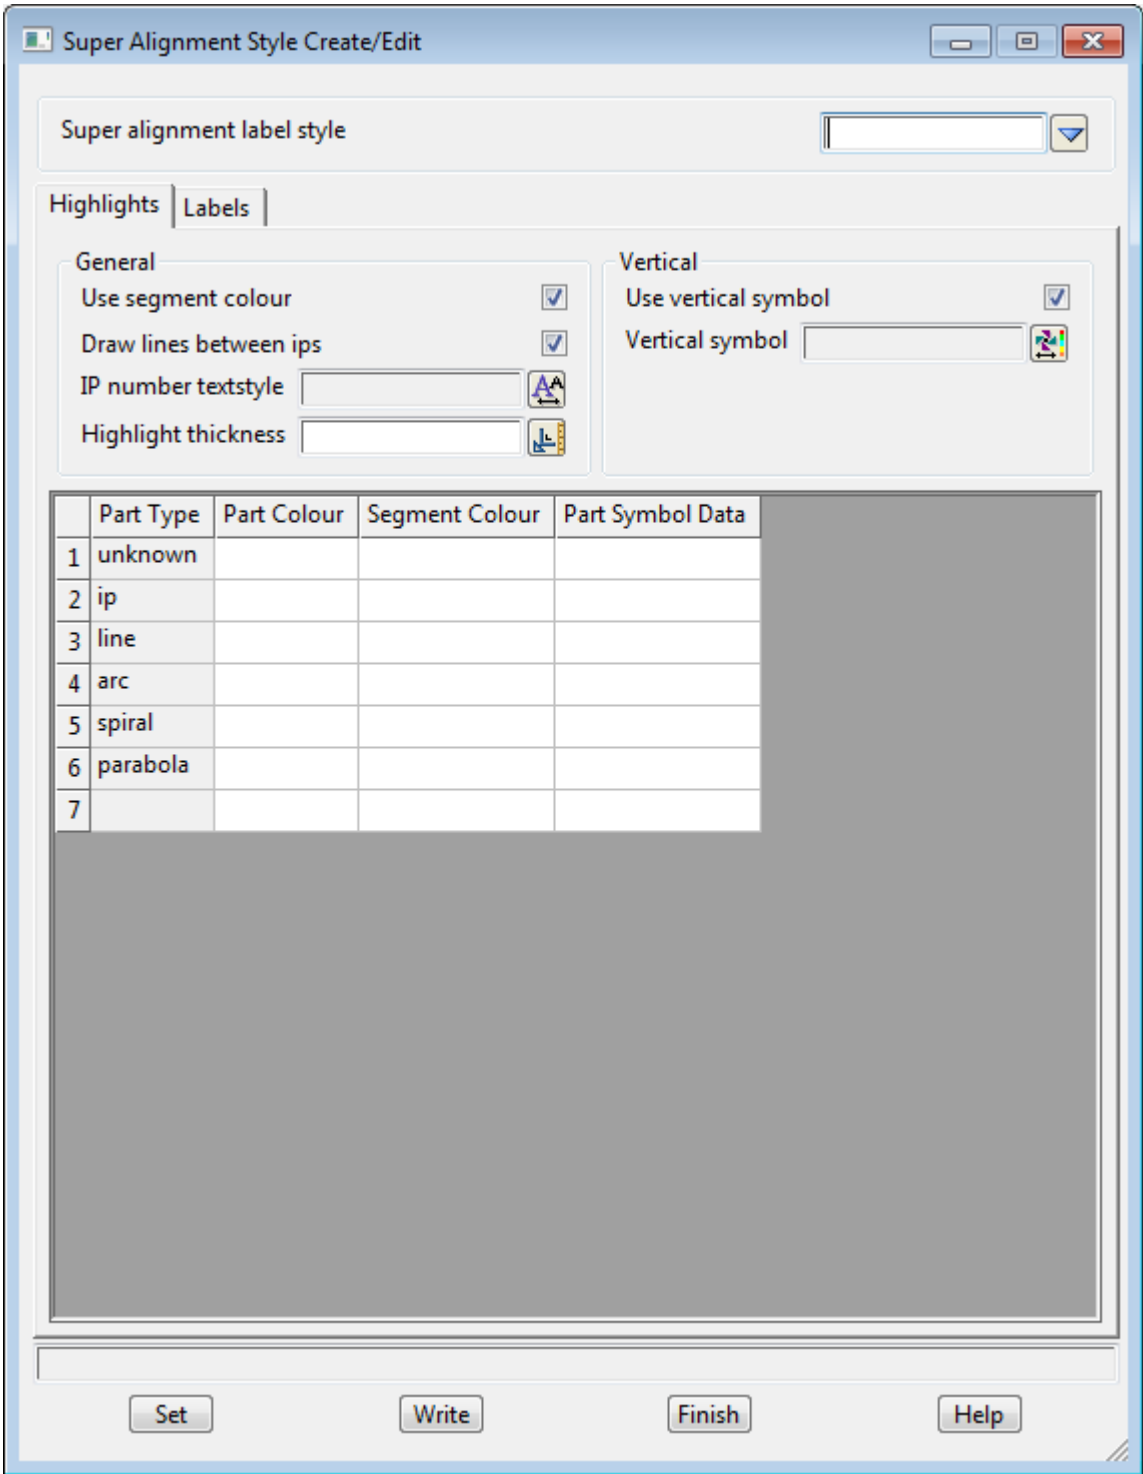 Super Alignment Style Create/Edit
Super alignment label style
Highlights Labels
General
Use segment colour
Draw lines between ips
IP number textstyle
Highlight thickness
Vertical
Use vertical symbol
Vertical symbol
Part Type Part Colour Segment Colour Part Symbol Data
1 unknown
2 ip
3 line
4 arc
5 spiral
6 parabola
7
Set Write Finish Help